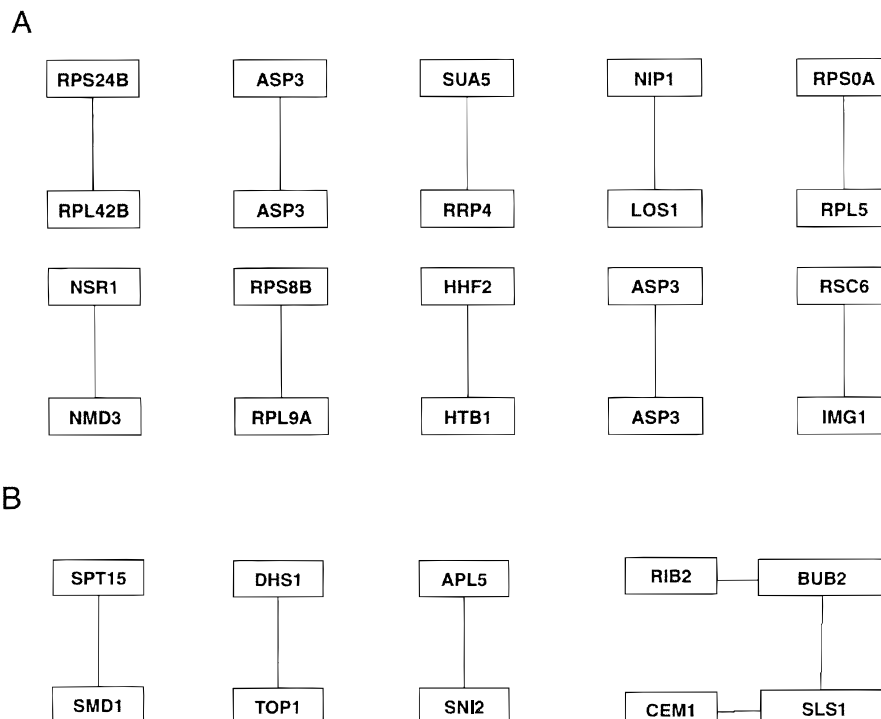 A
RPS24B ASP3 SUA5 NIP1 RPS0A
RPL42B ASP3 RRP4 LOS1 RPL5
NSR1 RPS8B HHF2 ASP3 RSC6
NMD3 RPL9A HTB1 ASP3 IMG1
B
SPT15 DHS1 APL5 RIB2 BUB2
SMD1 TOP1 SNI2 CEM1 SLS1